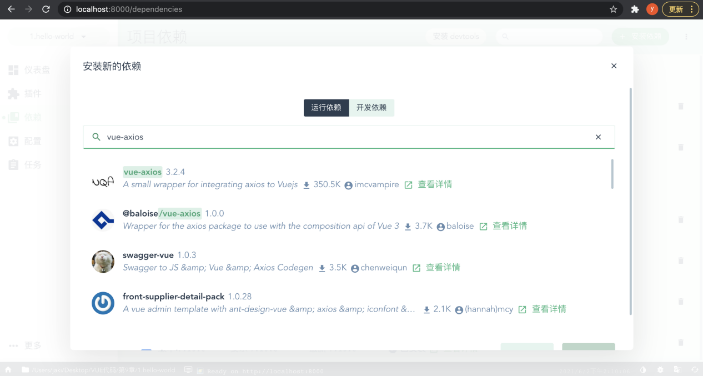 localhost:8000/dependencies
y
更新
项目依赖
安装新的依赖
运行依赖 开发依赖
vue-axios
vue-axios 3.2.4
A small wrapper for integrating axios to Vuejs 350.5K imcvampire 查看详情
@baloise/vue-axios 1.0.0
Wrapper for the axios package to use with the composition api of Vue 3 3.7K baloise 查看详情
swagger-vue 1.0.3
Swagger to JS &amp; Vue &amp; Axios Codegen 3.5K chenweiqun 查看详情
front-supplier-detail-pack 1.0.28
A vue admin template with ant-design-vue &amp; axios &amp; iconfont &... 2.1K (hannah)mcy 查看详情
配置
任务
更多